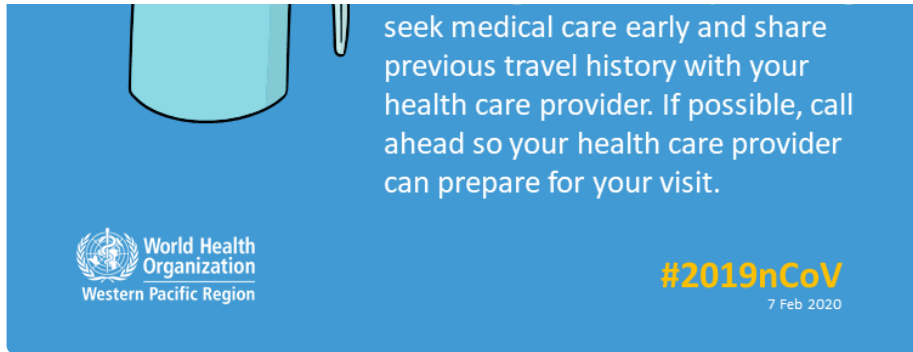 seek medical care early and share
previous travel history with your
health care provider. If possible, call
ahead so your health care provider
can prepare for your visit.
World Health
Organization
Western Pacific Region
#2019nCoV
7 Feb 2020